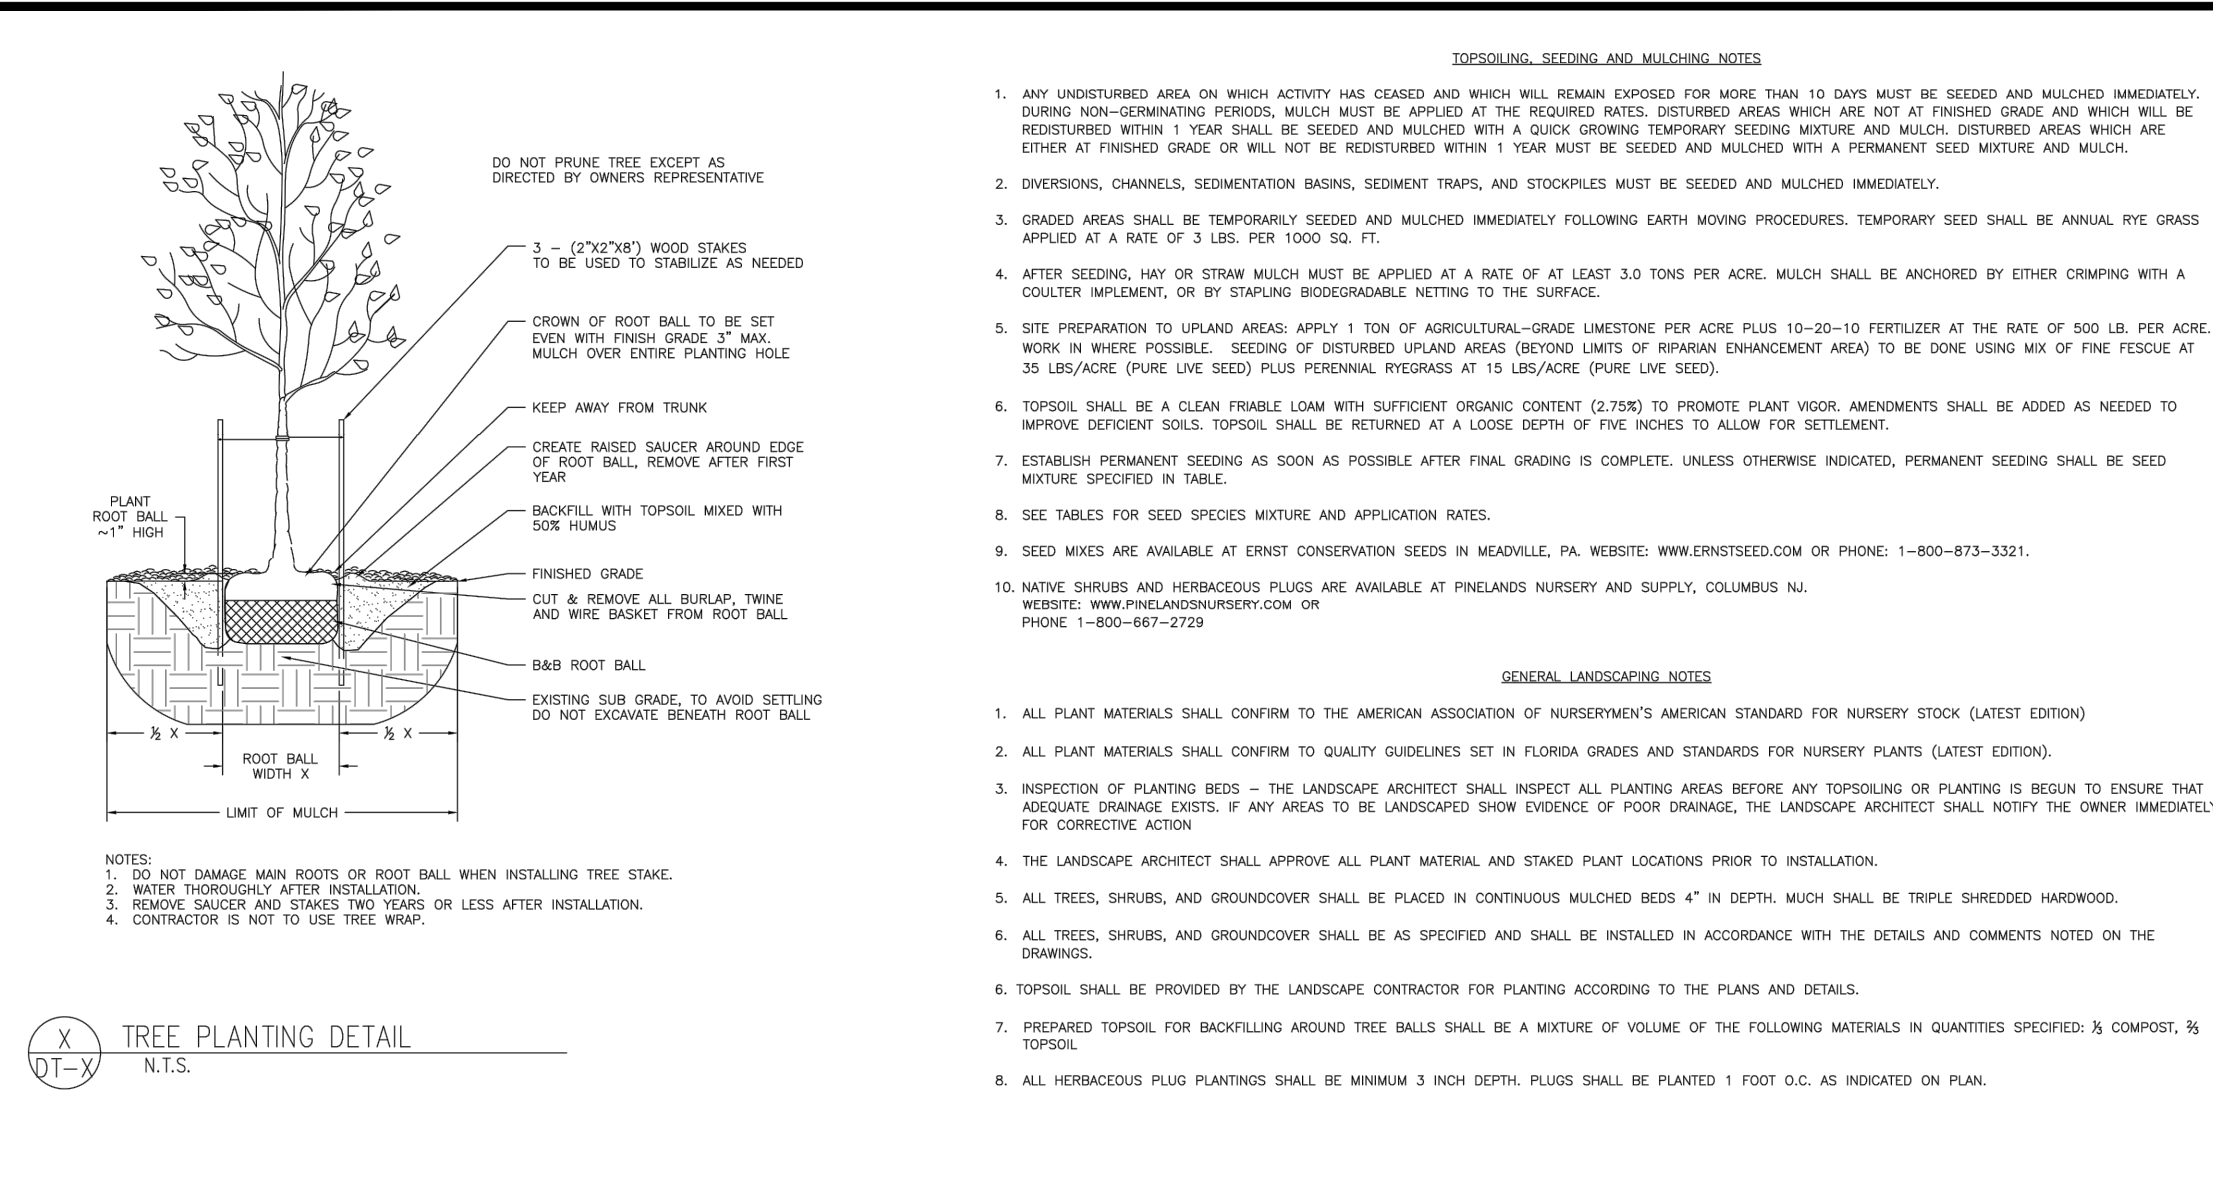 DO NOT PRUNE TREE EXCEPT AS
DIRECTED BY OWNERS REPRESENTATIVE
3 – (2"X2"X8') WOOD STAKES
TO BE USED TO STABILIZE AS NEEDED
CROWN OF ROOT BALL TO BE SET
EVEN WITH FINISH GRADE 3" MAX.
MULCH OVER ENTIRE PLANTING HOLE
KEEP AWAY FROM TRUNK
CREATE RAISED SAUCER AROUND EDGE
OF ROOT BALL, REMOVE AFTER FIRST
YEAR
PLANT
ROOT BALL
~1" HIGH
BACKFILL WITH TOPSOIL MIXED WITH
50% HUMUS
FINISHED GRADE
CUT & REMOVE ALL BURLAP, TWINE
AND WIRE BASKET FROM ROOT BALL
B&B ROOT BALL
EXISTING SUB GRADE, TO AVOID SETTLING
DO NOT EXCAVATE BENEATH ROOT BALL
½ X
½ X
ROOT BALL
WIDTH X
LIMIT OF MULCH
NOTES:
1. DO NOT DAMAGE MAIN ROOTS OR ROOT BALL WHEN INSTALLING TREE STAKE.
2. WATER THOROUGHLY AFTER INSTALLATION.
3. REMOVE SAUCER AND STAKES TWO YEARS OR LESS AFTER INSTALLATION.
4. CONTRACTOR IS NOT TO USE TREE WRAP.
X
DT–X
TREE PLANTING DETAIL
N.T.S.
TOPSOILING, SEEDING AND MULCHING NOTES
1. ANY UNDISTURBED AREA ON WHICH ACTIVITY HAS CEASED AND WHICH WILL REMAIN EXPOSED FOR MORE THAN 10 DAYS MUST BE SEEDED AND MULCHED IMMEDIATELY.
DURING NON–GERMINATING PERIODS, MULCH MUST BE APPLIED AT THE REQUIRED RATES. DISTURBED AREAS WHICH ARE NOT AT FINISHED GRADE AND WHICH WILL BE
REDISTURBED WITHIN 1 YEAR SHALL BE SEEDED AND MULCHED WITH A QUICK GROWING TEMPORARY SEEDING MIXTURE AND MULCH. DISTURBED AREAS WHICH ARE
EITHER AT FINISHED GRADE OR WILL NOT BE REDISTURBED WITHIN 1 YEAR MUST BE SEEDED AND MULCHED WITH A PERMANENT SEED MIXTURE AND MULCH.
2. DIVERSIONS, CHANNELS, SEDIMENTATION BASINS, SEDIMENT TRAPS, AND STOCKPILES MUST BE SEEDED AND MULCHED IMMEDIATELY.
3. GRADED AREAS SHALL BE TEMPORARILY SEEDED AND MULCHED IMMEDIATELY FOLLOWING EARTH MOVING PROCEDURES. TEMPORARY SEED SHALL BE ANNUAL RYE GRASS
APPLIED AT A RATE OF 3 LBS. PER 1000 SQ. FT.
4. AFTER SEEDING, HAY OR STRAW MULCH MUST BE APPLIED AT A RATE OF AT LEAST 3.0 TONS PER ACRE. MULCH SHALL BE ANCHORED BY EITHER CRIMPING WITH A
COULTER IMPLEMENT, OR BY STAPLING BIODEGRADABLE NETTING TO THE SURFACE.
5. SITE PREPARATION TO UPLAND AREAS: APPLY 1 TON OF AGRICULTURAL–GRADE LIMESTONE PER ACRE PLUS 10–20–10 FERTILIZER AT THE RATE OF 500 LB. PER ACRE.
WORK IN WHERE POSSIBLE. SEEDING OF DISTURBED UPLAND AREAS (BEYOND LIMITS OF RIPARIAN ENHANCEMENT AREA) TO BE DONE USING MIX OF FINE FESCUE AT
35 LBS/ACRE (PURE LIVE SEED) PLUS PERENNIAL RYEGRASS AT 15 LBS/ACRE (PURE LIVE SEED).
6. TOPSOIL SHALL BE A CLEAN FRIABLE LOAM WITH SUFFICIENT ORGANIC CONTENT (2.75%) TO PROMOTE PLANT VIGOR. AMENDMENTS SHALL BE ADDED AS NEEDED TO
IMPROVE DEFICIENT SOILS. TOPSOIL SHALL BE RETURNED AT A LOOSE DEPTH OF FIVE INCHES TO ALLOW FOR SETTLEMENT.
7. ESTABLISH PERMANENT SEEDING AS SOON AS POSSIBLE AFTER FINAL GRADING IS COMPLETE. UNLESS OTHERWISE INDICATED, PERMANENT SEEDING SHALL BE SEED
MIXTURE SPECIFIED IN TABLE.
8. SEE TABLES FOR SEED SPECIES MIXTURE AND APPLICATION RATES.
9. SEED MIXES ARE AVAILABLE AT ERNST CONSERVATION SEEDS IN MEADVILLE, PA. WEBSITE: WWW.ERNSTSEED.COM OR PHONE: 1–800–873–3321.
10. NATIVE SHRUBS AND HERBACEOUS PLUGS ARE AVAILABLE AT PINELANDS NURSERY AND SUPPLY, COLUMBUS NJ.
WEBSITE: WWW.PINELANDSNURSERY.COM OR
PHONE 1–800–667–2729
GENERAL LANDSCAPING NOTES
1. ALL PLANT MATERIALS SHALL CONFIRM TO THE AMERICAN ASSOCIATION OF NURSERYMEN'S AMERICAN STANDARD FOR NURSERY STOCK (LATEST EDITION)
2. ALL PLANT MATERIALS SHALL CONFIRM TO QUALITY GUIDELINES SET IN FLORIDA GRADES AND STANDARDS FOR NURSERY PLANTS (LATEST EDITION).
3. INSPECTION OF PLANTING BEDS – THE LANDSCAPE ARCHITECT SHALL INSPECT ALL PLANTING AREAS BEFORE ANY TOPSOILING OR PLANTING IS BEGUN TO ENSURE THAT
ADEQUATE DRAINAGE EXISTS. IF ANY AREAS TO BE LANDSCAPED SHOW EVIDENCE OF POOR DRAINAGE, THE LANDSCAPE ARCHITECT SHALL NOTIFY THE OWNER IMMEDIATELY
FOR CORRECTIVE ACTION
4. THE LANDSCAPE ARCHITECT SHALL APPROVE ALL PLANT MATERIAL AND STAKED PLANT LOCATIONS PRIOR TO INSTALLATION.
5. ALL TREES, SHRUBS, AND GROUNDCOVER SHALL BE PLACED IN CONTINUOUS MULCHED BEDS 4" IN DEPTH. MUCH SHALL BE TRIPLE SHREDDED HARDWOOD.
6. ALL TREES, SHRUBS, AND GROUNDCOVER SHALL BE AS SPECIFIED AND SHALL BE INSTALLED IN ACCORDANCE WITH THE DETAILS AND COMMENTS NOTED ON THE
DRAWINGS.
6. TOPSOIL SHALL BE PROVIDED BY THE LANDSCAPE CONTRACTOR FOR PLANTING ACCORDING TO THE PLANS AND DETAILS.
7. PREPARED TOPSOIL FOR BACKFILLING AROUND TREE BALLS SHALL BE A MIXTURE OF VOLUME OF THE FOLLOWING MATERIALS IN QUANTITIES SPECIFIED: ⅓ COMPOST, ⅔
TOPSOIL
8. ALL HERBACEOUS PLUG PLANTINGS SHALL BE MINIMUM 3 INCH DEPTH. PLUGS SHALL BE PLANTED 1 FOOT O.C. AS INDICATED ON PLAN.